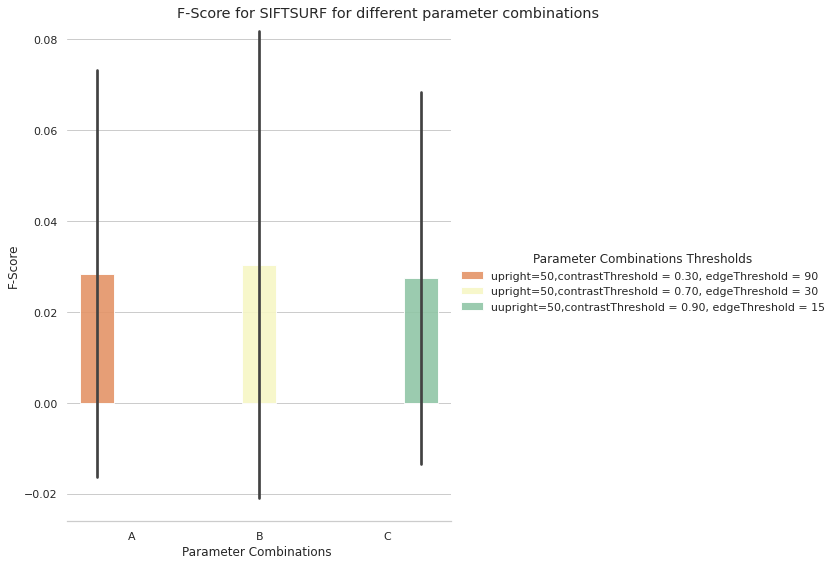 F-Score for SIFTSURF for different parameter combinations
0.08
0.06
0.04
0.02
0.00
−0.02
F-Score
A B C
Parameter Combinations
Parameter Combinations Thresholds
upright=50,contrastThreshold = 0.30, edgeThreshold = 90
upright=50,contrastThreshold = 0.70, edgeThreshold = 30
uupright=50,contrastThreshold = 0.90, edgeThreshold = 15